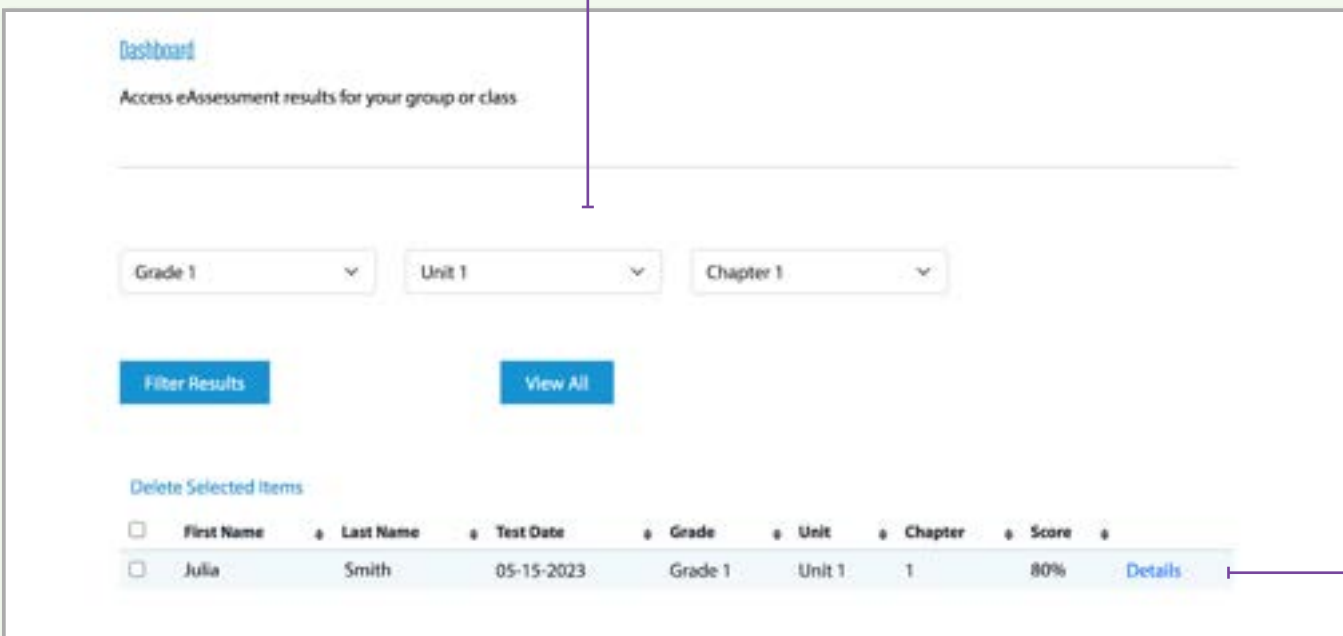 Dashboard
Access eAssessment results for your group or class
Grade 1 Unit 1 Chapter 1
Filter Results View All
Delete Selected Items
First Name Last Name Test Date Grade Unit Chapter Score
Julia Smith 05-15-2023 Grade 1 Unit 1 1 80% Details